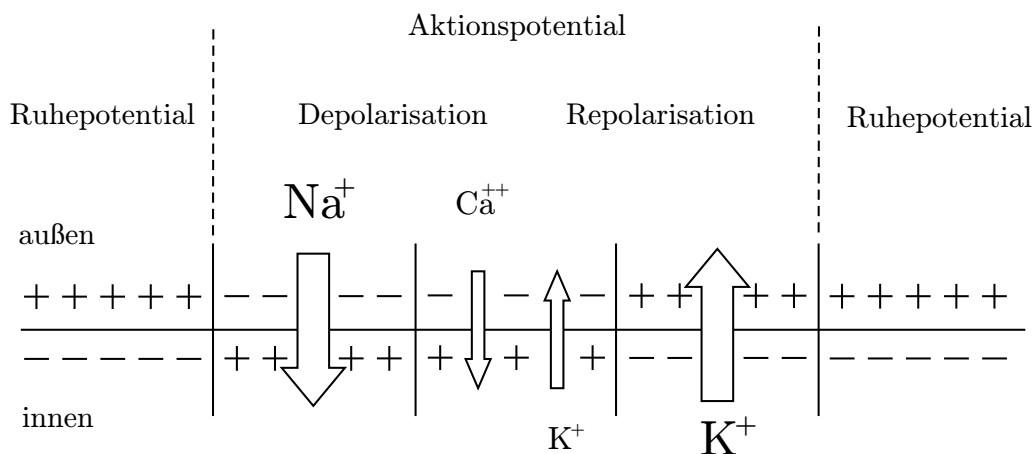 Aktionspotential
Ruhepotential Depolarisation Repolarisation Ruhepotential
Na+ Ca++
außen
+ + + + + − − − − − − − + + + + + + + + +
− − − − − + + + + + + + − − − − − − − − −
innen
K+ K+